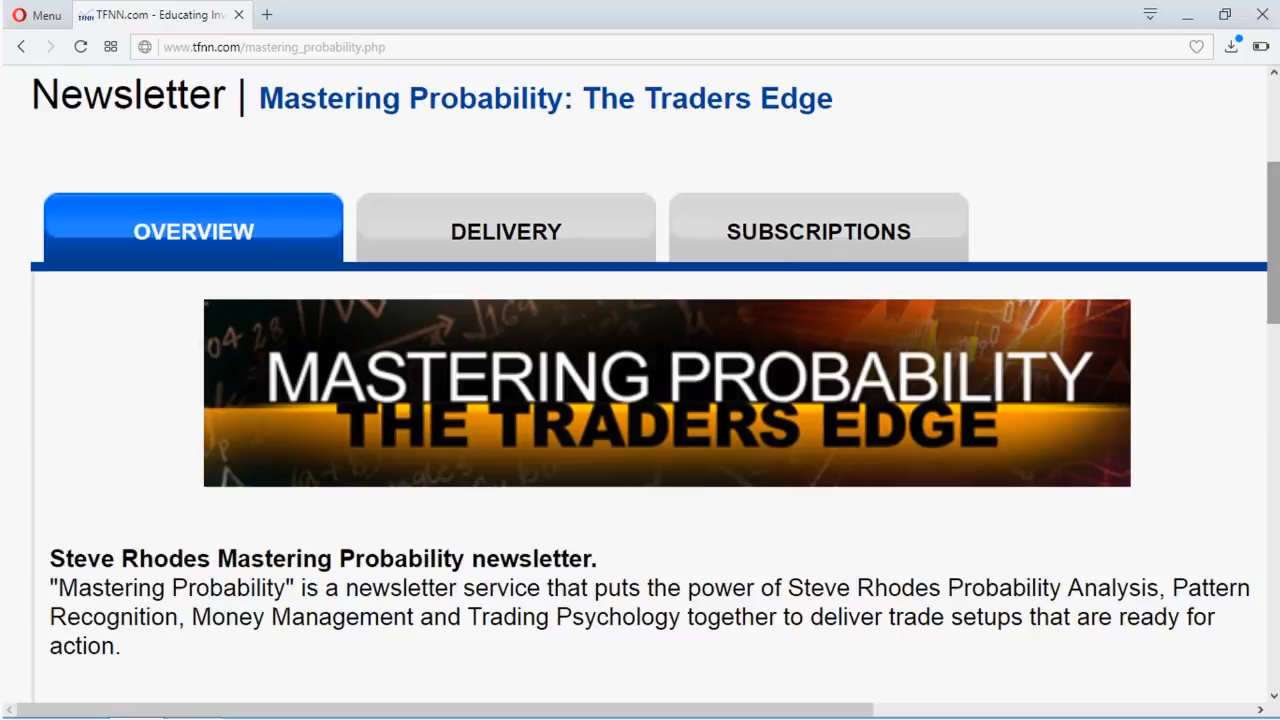 Menu
TFNN.com - Educating Inv
www.tfnn.com/mastering_probability.php
Newsletter | Mastering Probability: The Traders Edge
OVERVIEW
DELIVERY
SUBSCRIPTIONS
MASTERING PROBABILITY
THE TRADERS EDGE
Steve Rhodes Mastering Probability newsletter.
"Mastering Probability" is a newsletter service that puts the power of Steve Rhodes Probability Analysis, Pattern
Recognition, Money Management and Trading Psychology together to deliver trade setups that are ready for
action.